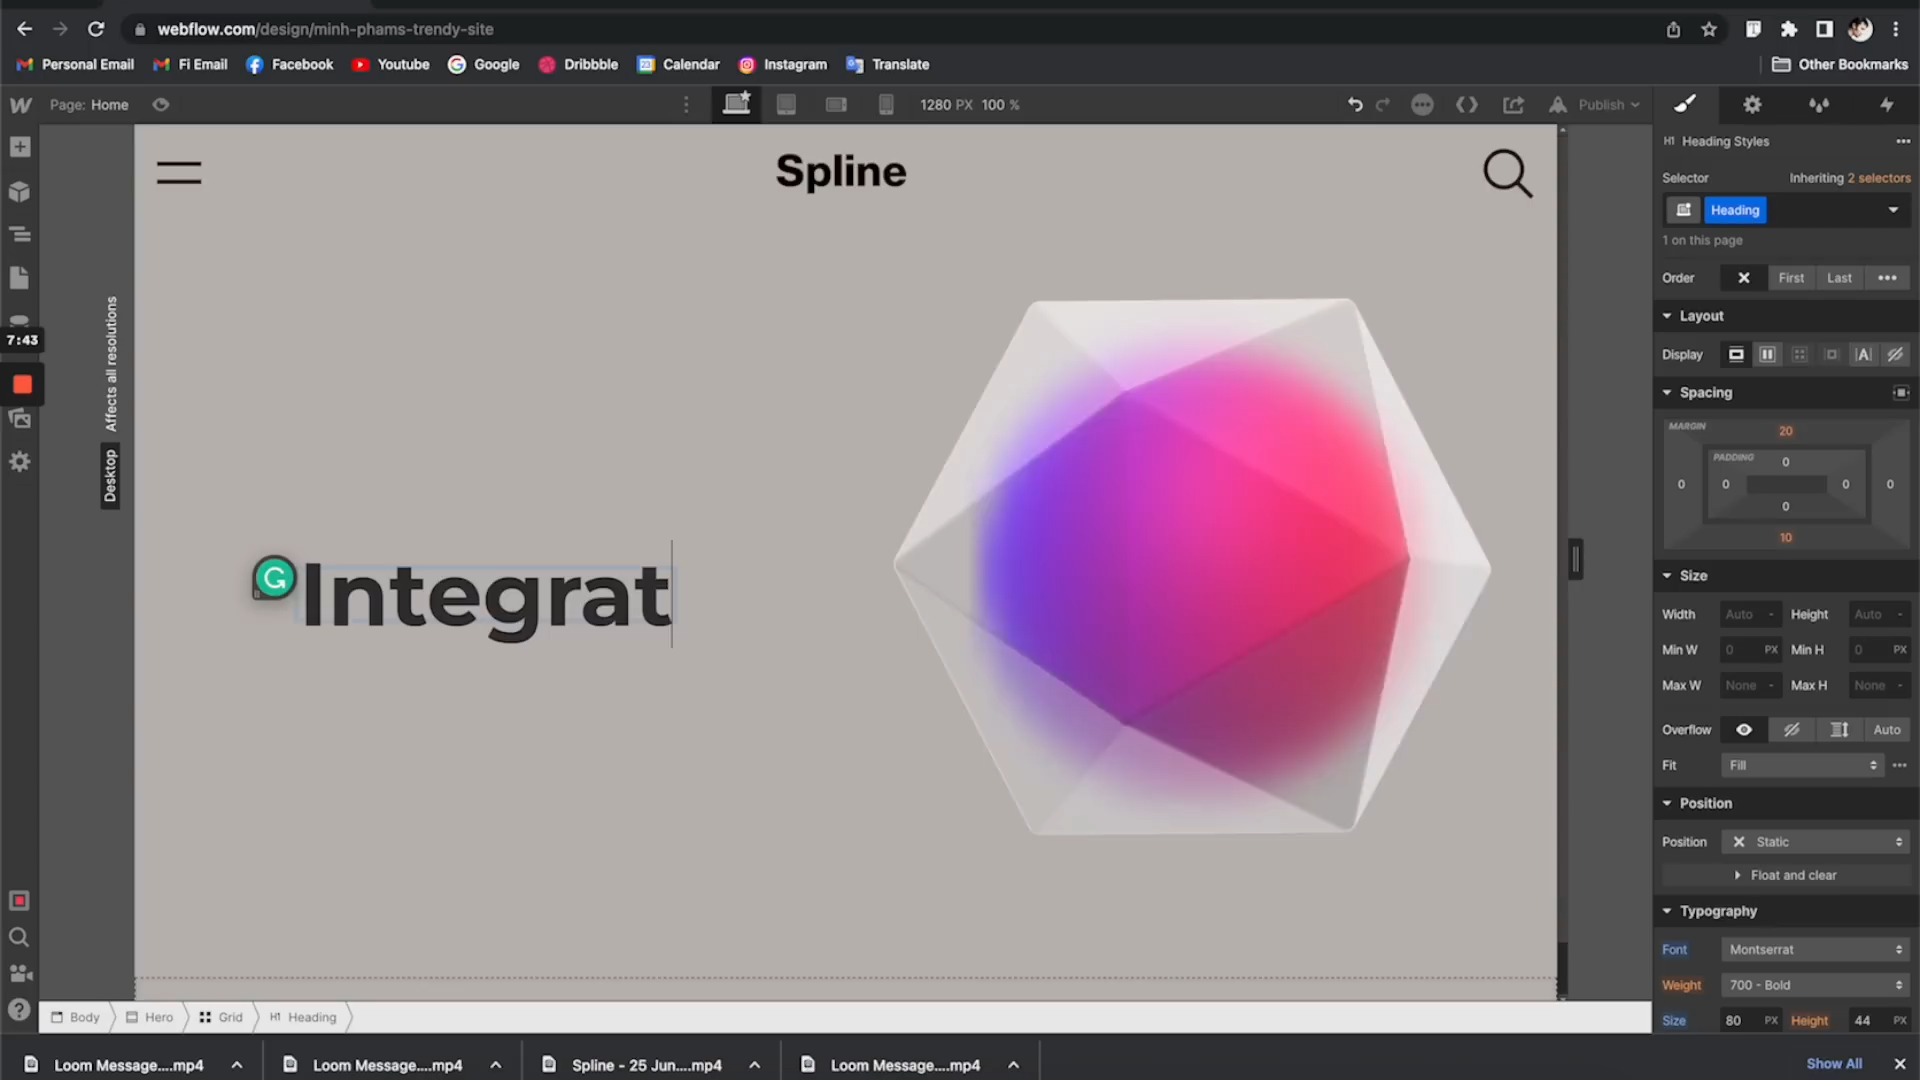 webflow.com/design/minh-phams-trendy-site
Personal Email
Fi Email
Facebook
Youtube
Google
Dribbble
Calendar
Instagram
Translate
Other Bookmarks
Page: Home
1280 PX 100 %
Publish
Spline
Integrat
Affects all resolutions
Desktop
7:43
H1 Heading Styles
Selector
Inheriting 2 selectors
Heading
1 on this page
Order
First
Last
Layout
Display
Spacing
MARGIN
20
PADDING
0
0
0
0
0
0
10
Size
Width
Auto
-
Height
Auto
-
Min W
0
PX
Min H
0
PX
Max W
None
-
Max H
None
-
Overflow
Auto
Fit
Fill
Position
Position
Static
Float and clear
Typography
Font
Montserrat
Weight
700 - Bold
Size
80
PX
Height
44
PX
Body
Hero
Grid
H1 Heading
Loom Message....mp4
Loom Message....mp4
Spline - 25 Jun....mp4
Loom Message....mp4
Show All